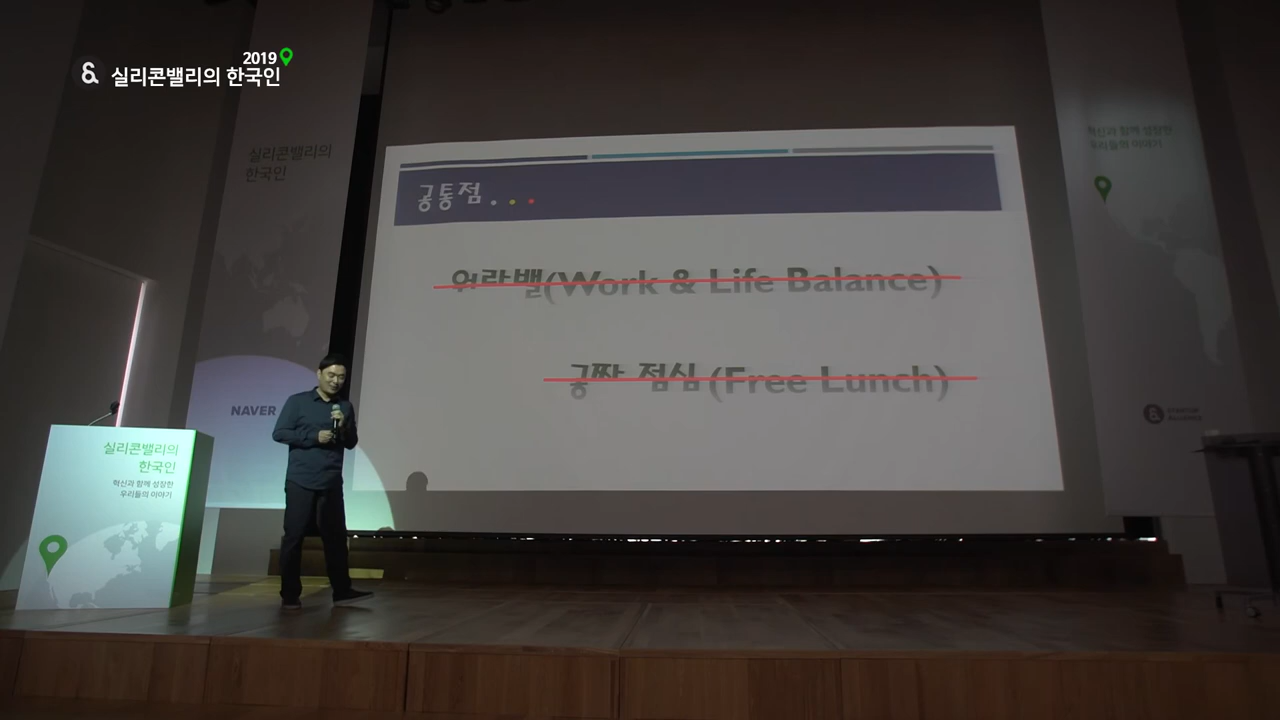 2019
& 실리콘밸리의 한국인
실리콘밸리의
한국인
혁신과 함께 성장한
우리들의 이야기
공통점...
워라밸(Work & Life Balance)
공짜 점심 (Free Lunch)
NAVER
&
실리콘밸리의
한국인
혁신과 함께 성장한
우리들의 이야기